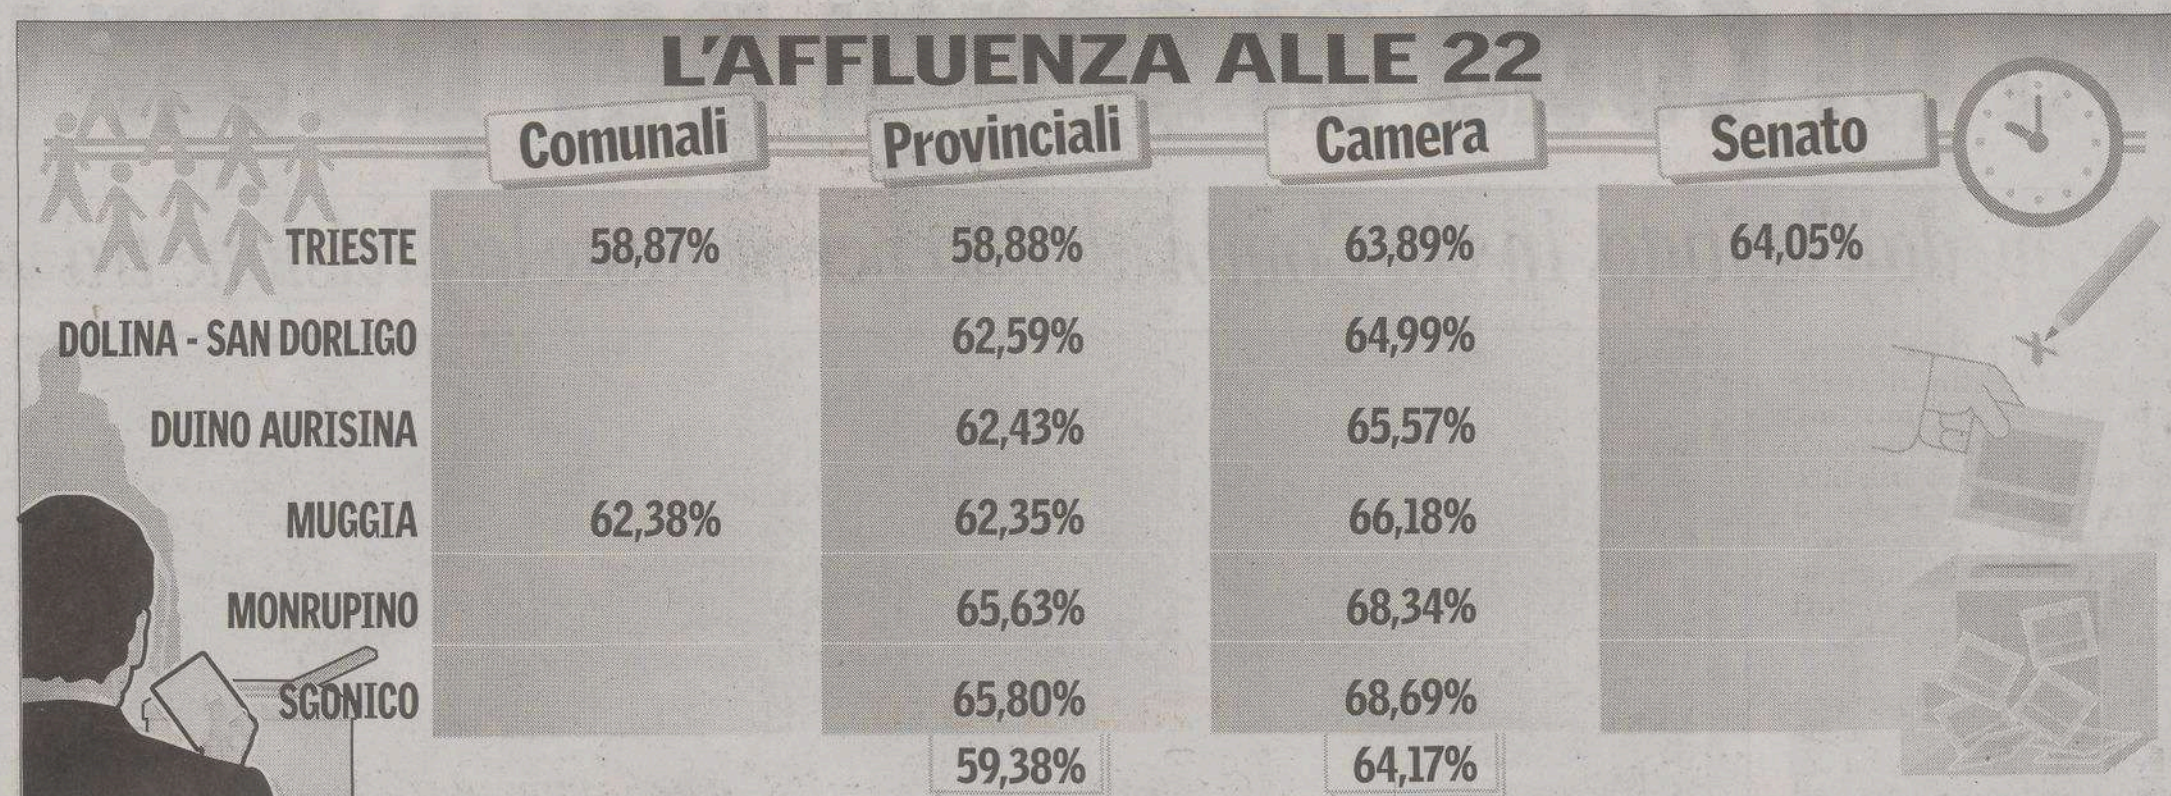 L'AFFLUENZA ALLE 22
Comunali Provinciali Camera Senato
TRIESTE 58,87% 58,88% 63,89% 64,05%
DOLINA - SAN DORLIGO 62,59% 64,99%
DUINO AURISINA 62,43% 65,57%
MUGGIA 62,38% 62,35% 66,18%
MONRUPINO 65,63% 68,34%
SGONICO 65,80% 68,69%
59,38% 64,17%